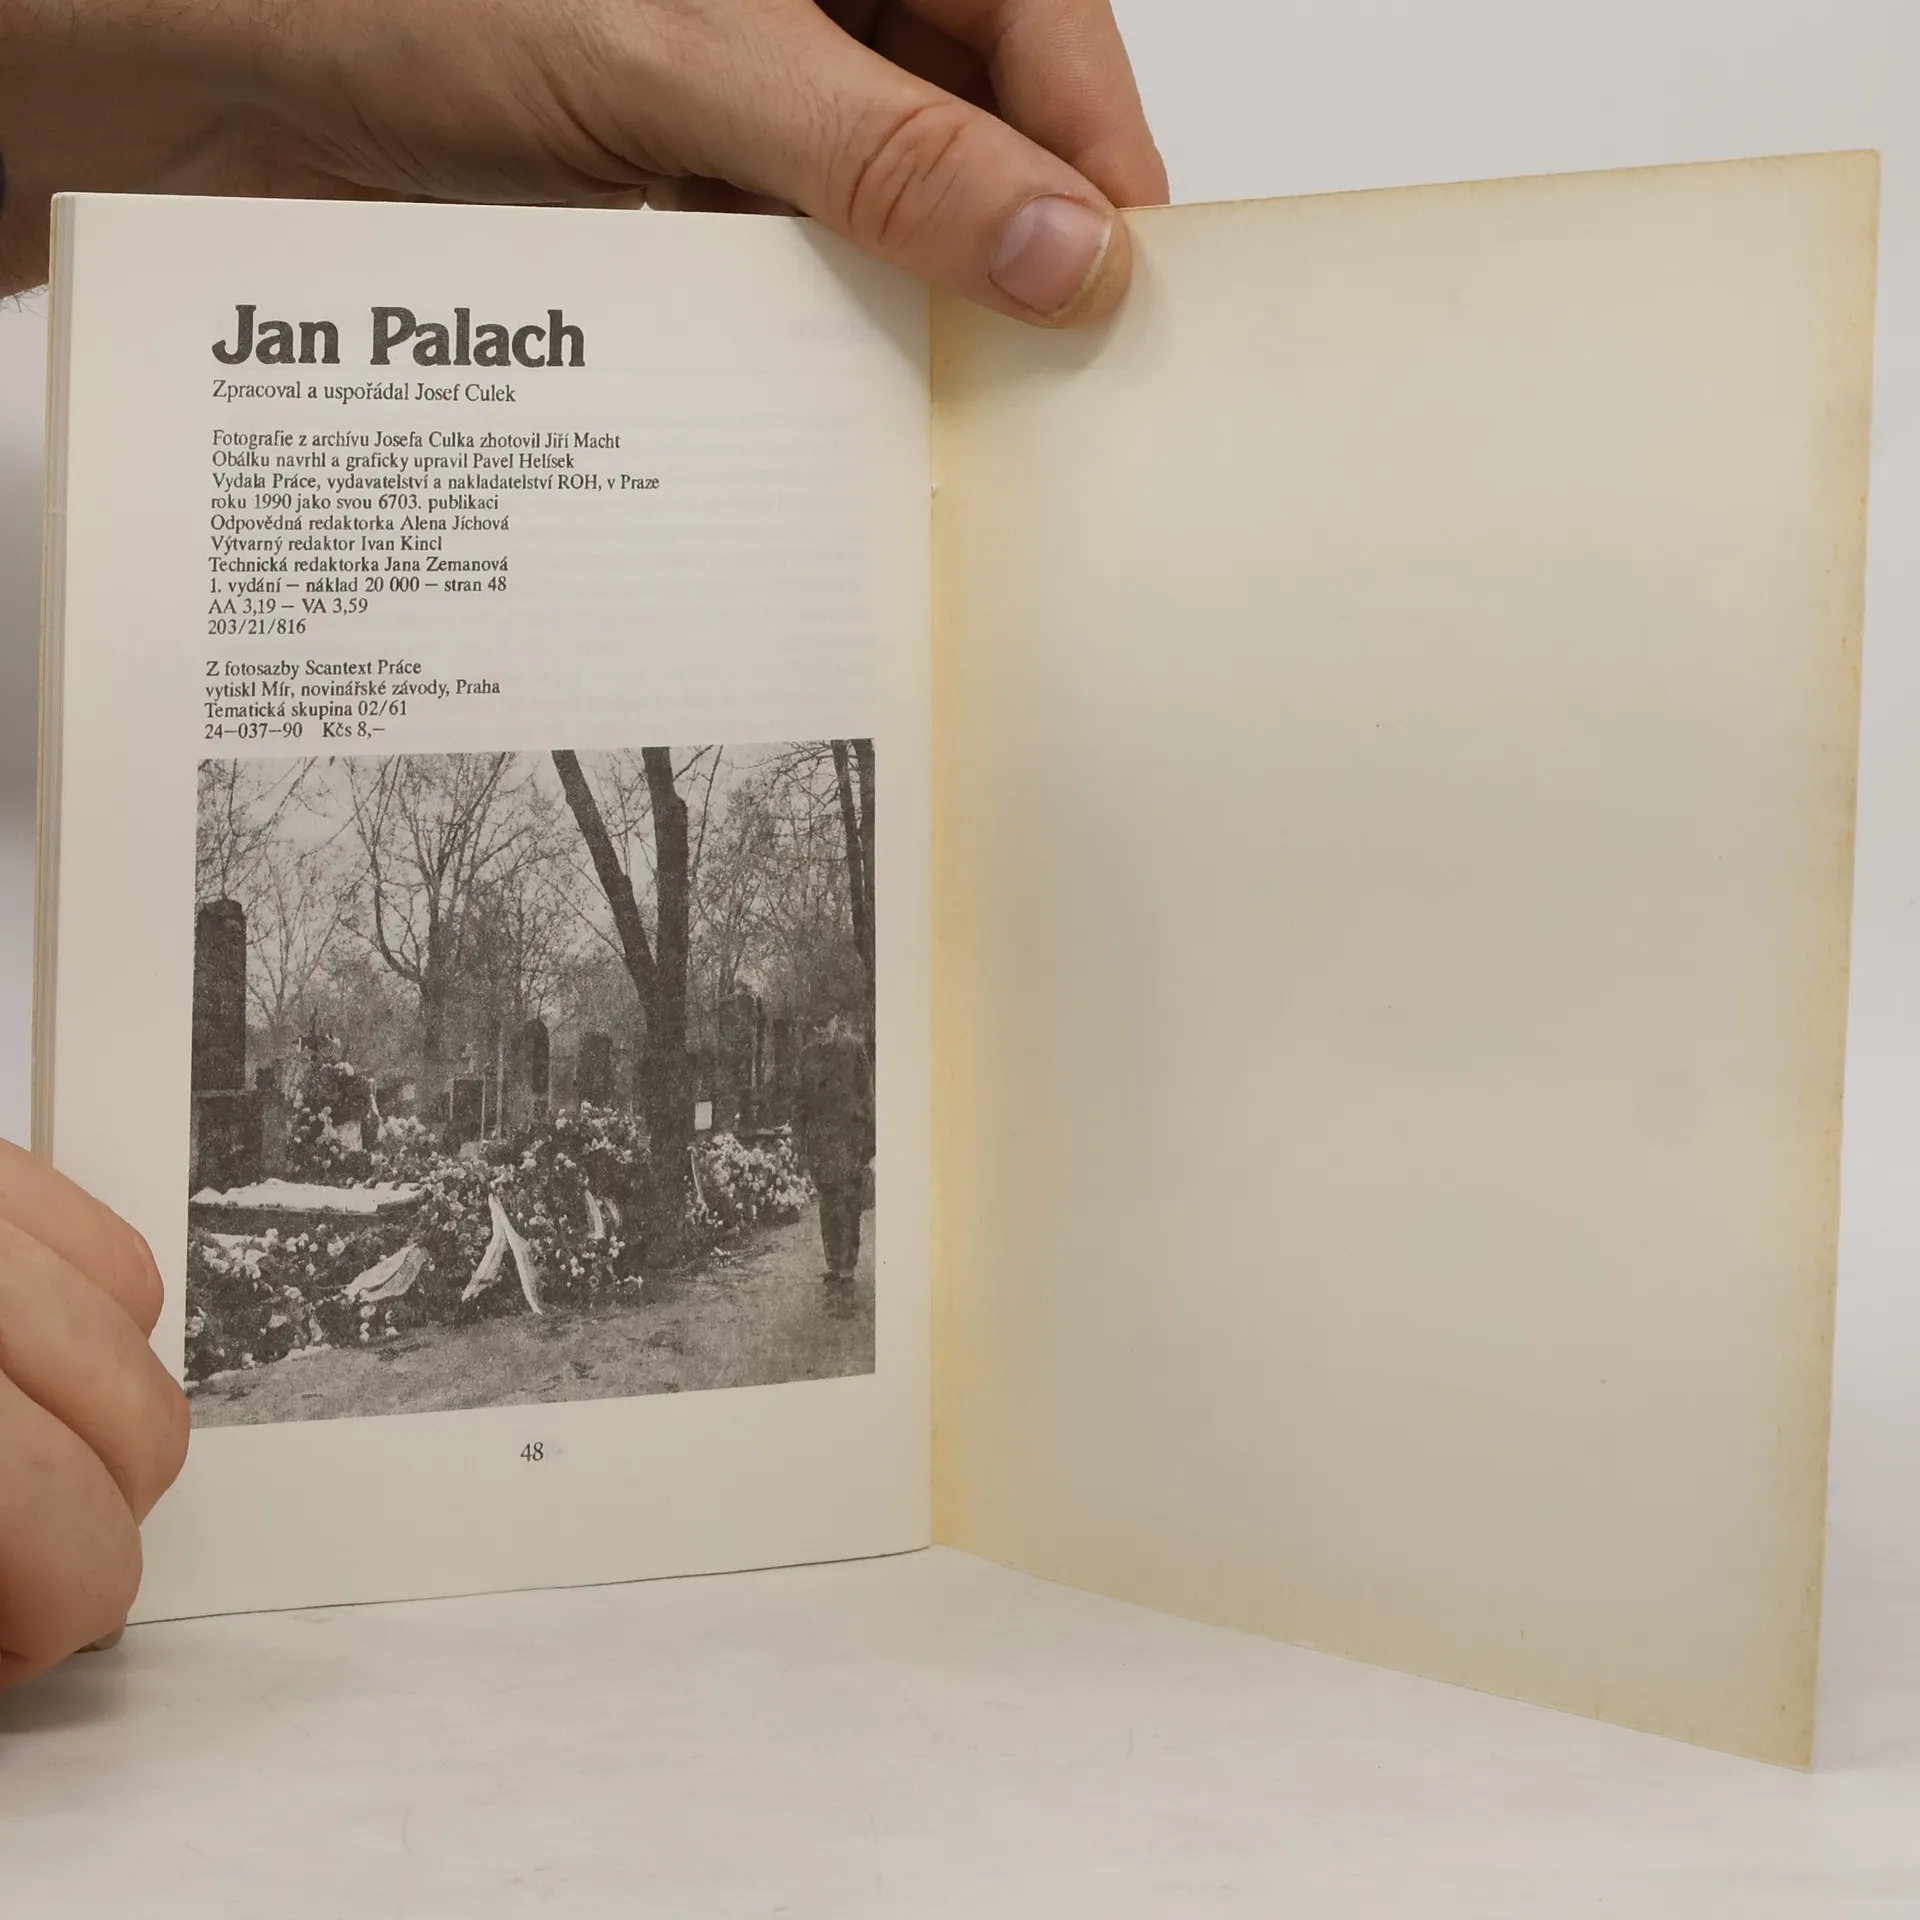 Jan Palach
Zpracoval a uspořádal Josef Culek
Fotografie z archívu Josefa Culka zhotovil Jiří Macht
Obálku navrhl a graficky upravil Pavel Helísek
Vydala Práce, vydavatelství a nakladatelství ROH, v Praze
roku 1990 jako svou 6703. publikaci
Odpovědná redaktorka Alena Jíchová
Výtvarný redaktor Ivan Kincl
Technická redaktorka Jana Zemanová
1. vydání – náklad 20 000 – stran 48
AA 3,19 – VA 3,59
203/21/816
Z fotosazby Scantext Práce
vytiskl Mír, novinářské závody, Praha
Tematická skupina 02/61
24–037–90 Kčs 8,–
48